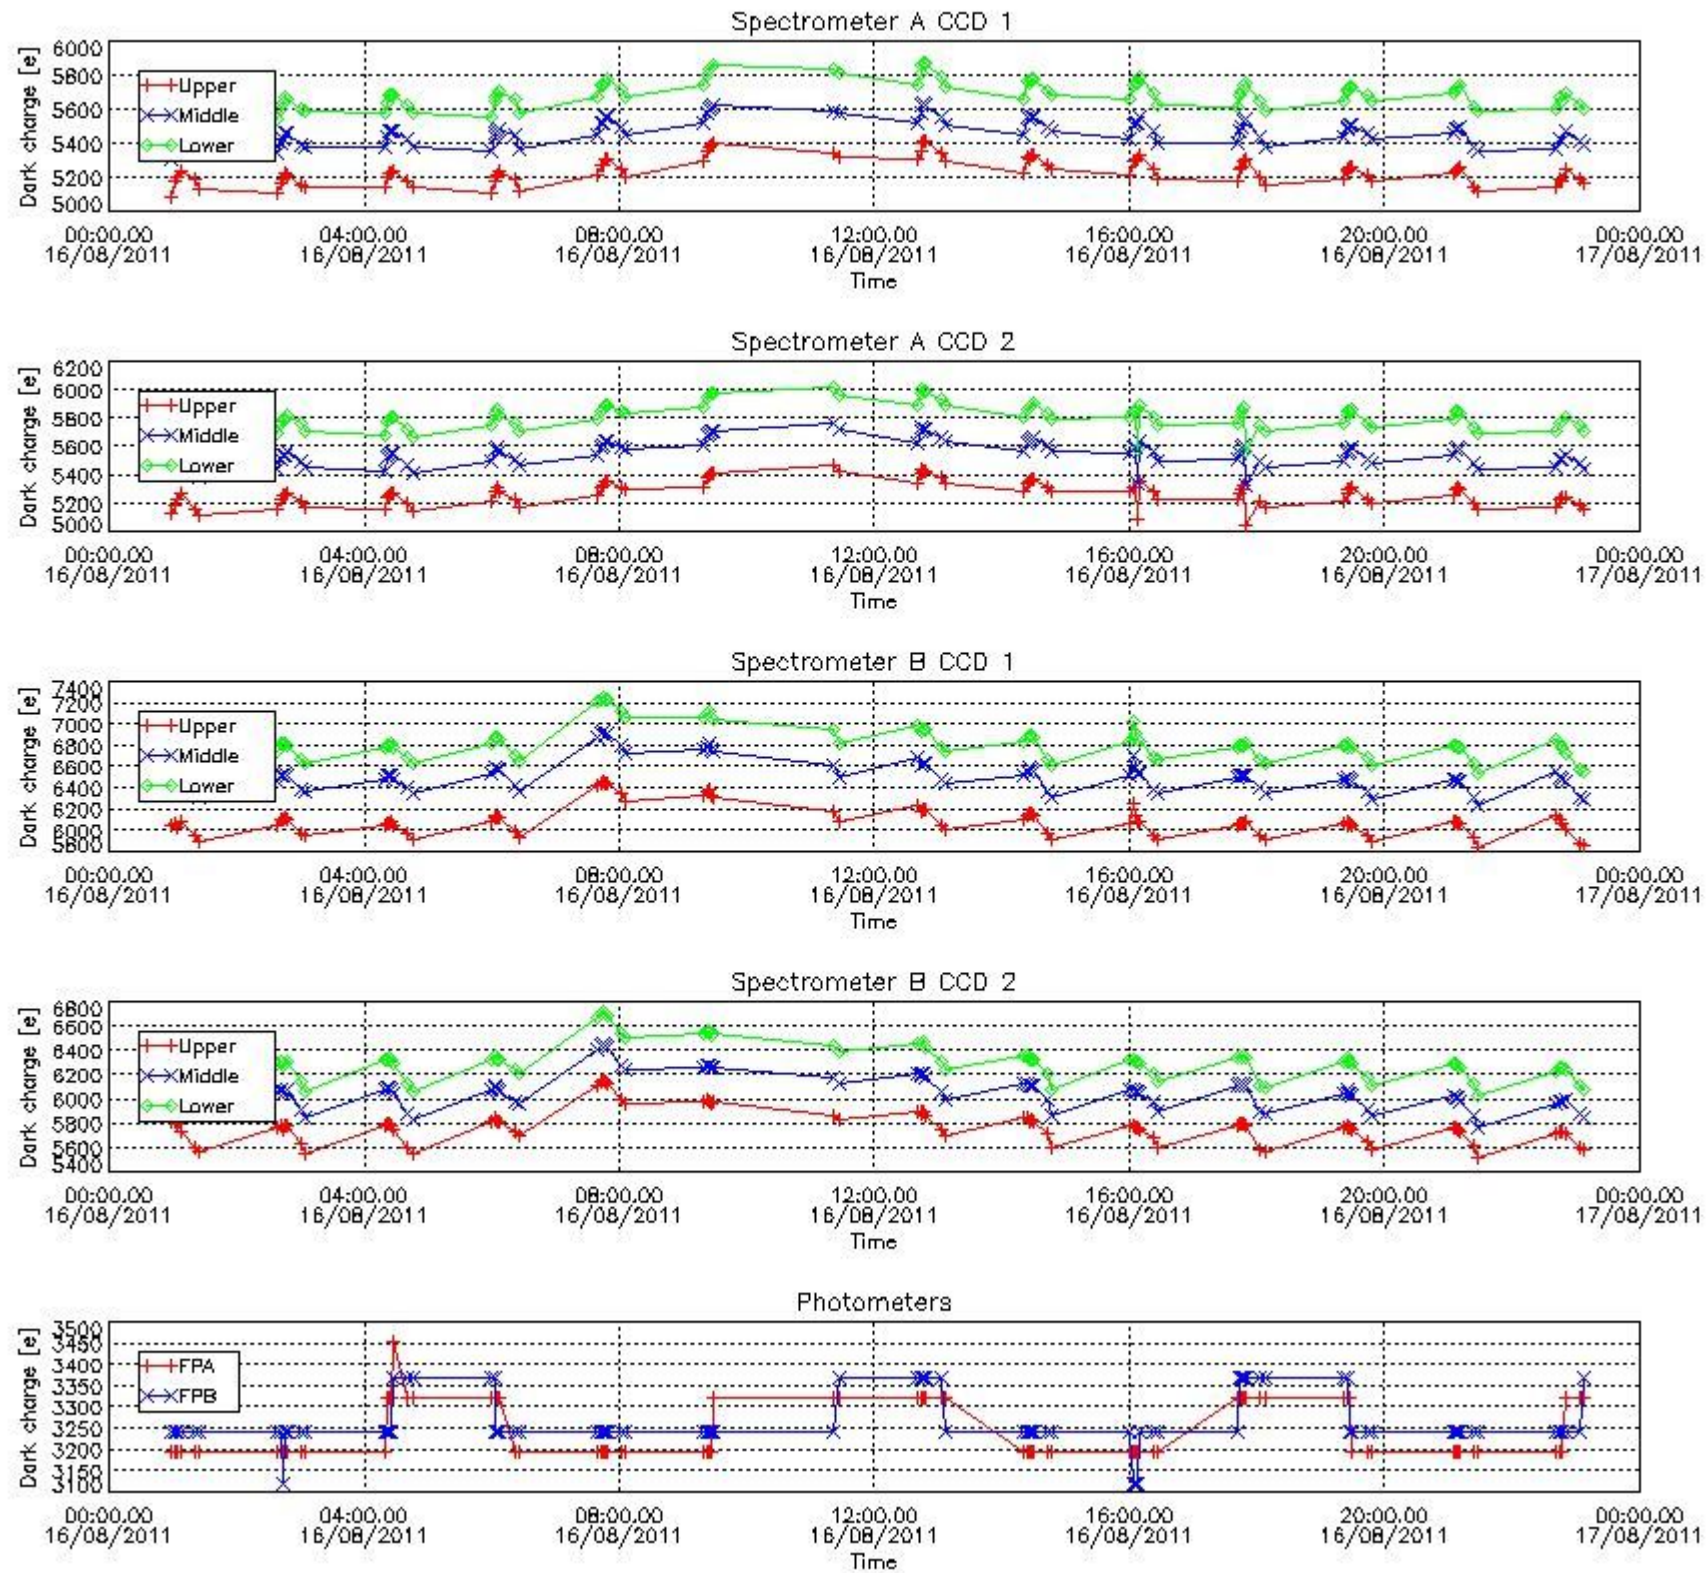 Spectrometer A CCD 1
Dark charge [e]
6000
5800
5600
5400
5200
5000
Upper
Middle
Lower
00:00.00 04:00.00 08:00.00 12:00.00 16:00.00 20:00.00 00:00.00
16/08/2011 16/08/2011 16/08/2011 16/08/2011 16/08/2011 16/08/2011 17/08/2011
Time
Spectrometer A CCD 2
Dark charge [e]
6200
6000
5800
5600
5400
5200
5000
Upper
Middle
Lower
00:00.00 04:00.00 08:00.00 12:00.00 16:00.00 20:00.00 00:00.00
16/08/2011 16/08/2011 16/08/2011 16/08/2011 16/08/2011 16/08/2011 17/08/2011
Time
Spectrometer B CCD 1
Dark charge [e]
7400
7200
7000
6800
6600
6400
6200
6000
5800
Upper
Middle
Lower
00:00.00 04:00.00 08:00.00 12:00.00 16:00.00 20:00.00 00:00.00
16/08/2011 16/08/2011 16/08/2011 16/08/2011 16/08/2011 16/08/2011 17/08/2011
Time
Spectrometer B CCD 2
Dark charge [e]
6800
6600
6400
6200
6000
5800
5600
5400
Upper
Middle
Lower
00:00.00 04:00.00 08:00.00 12:00.00 16:00.00 20:00.00 00:00.00
16/08/2011 16/08/2011 16/08/2011 16/08/2011 16/08/2011 16/08/2011 17/08/2011
Time
Photometers
Dark charge [e]
3500
3450
3400
3350
3300
3250
3200
3150
3100
FPA
FPB
00:00.00 04:00.00 08:00.00 12:00.00 16:00.00 20:00.00 00:00.00
16/08/2011 16/08/2011 16/08/2011 16/08/2011 16/08/2011 16/08/2011 17/08/2011
Time